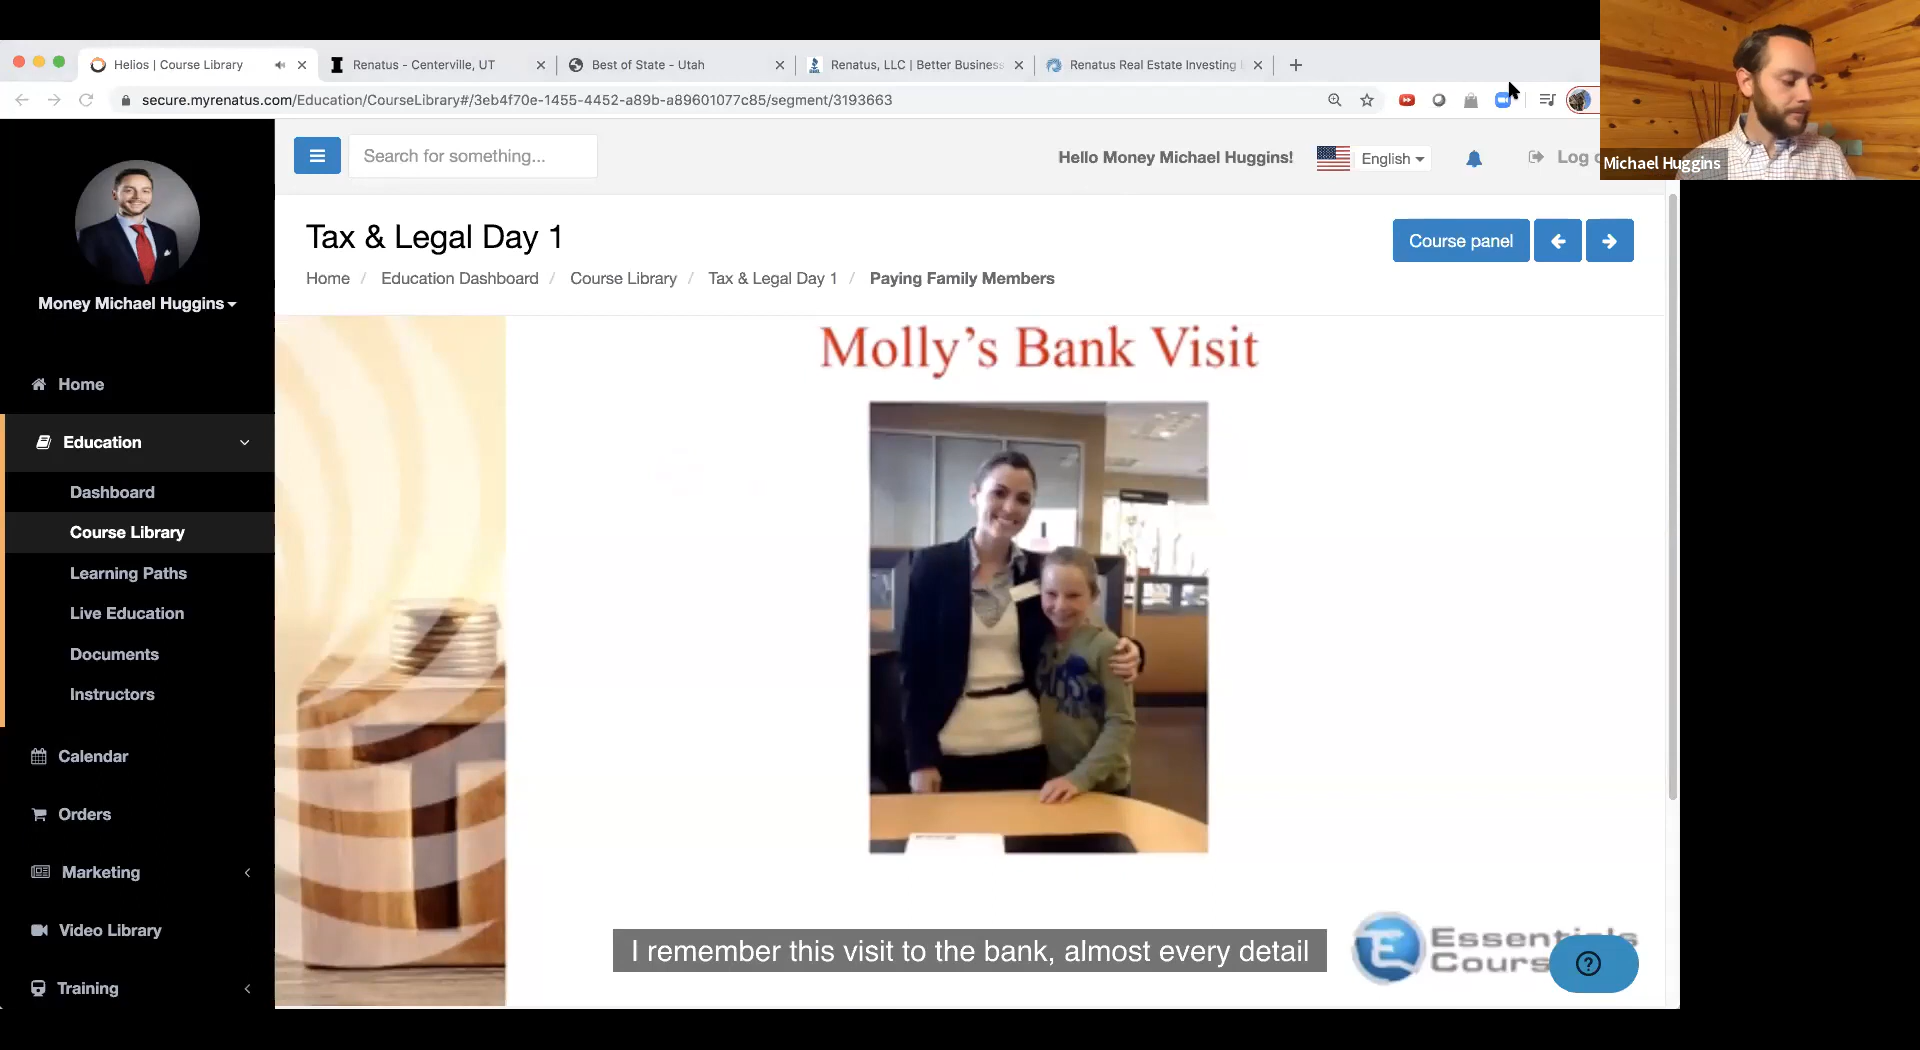 Helios | Course Library
Renatus - Centerville, UT
Best of State - Utah
Renatus, LLC | Better Business
Renatus Real Estate Investing
secure.myrenatus.com/Education/CourseLibrary#/3eb4f70e-1455-4452-a89b-a89601077c85/segment/3193663
Michael Huggins
Search for something...
Hello Money Michael Huggins!
English
Log
Money Michael Huggins
Tax & Legal Day 1
Course panel
Home / Education Dashboard / Course Library / Tax & Legal Day 1 / Paying Family Members
Home
Education
Dashboard
Course Library
Learning Paths
Live Education
Documents
Instructors
Calendar
Orders
Marketing
Video Library
Training
Molly's Bank Visit
I remember this visit to the bank, almost every detail